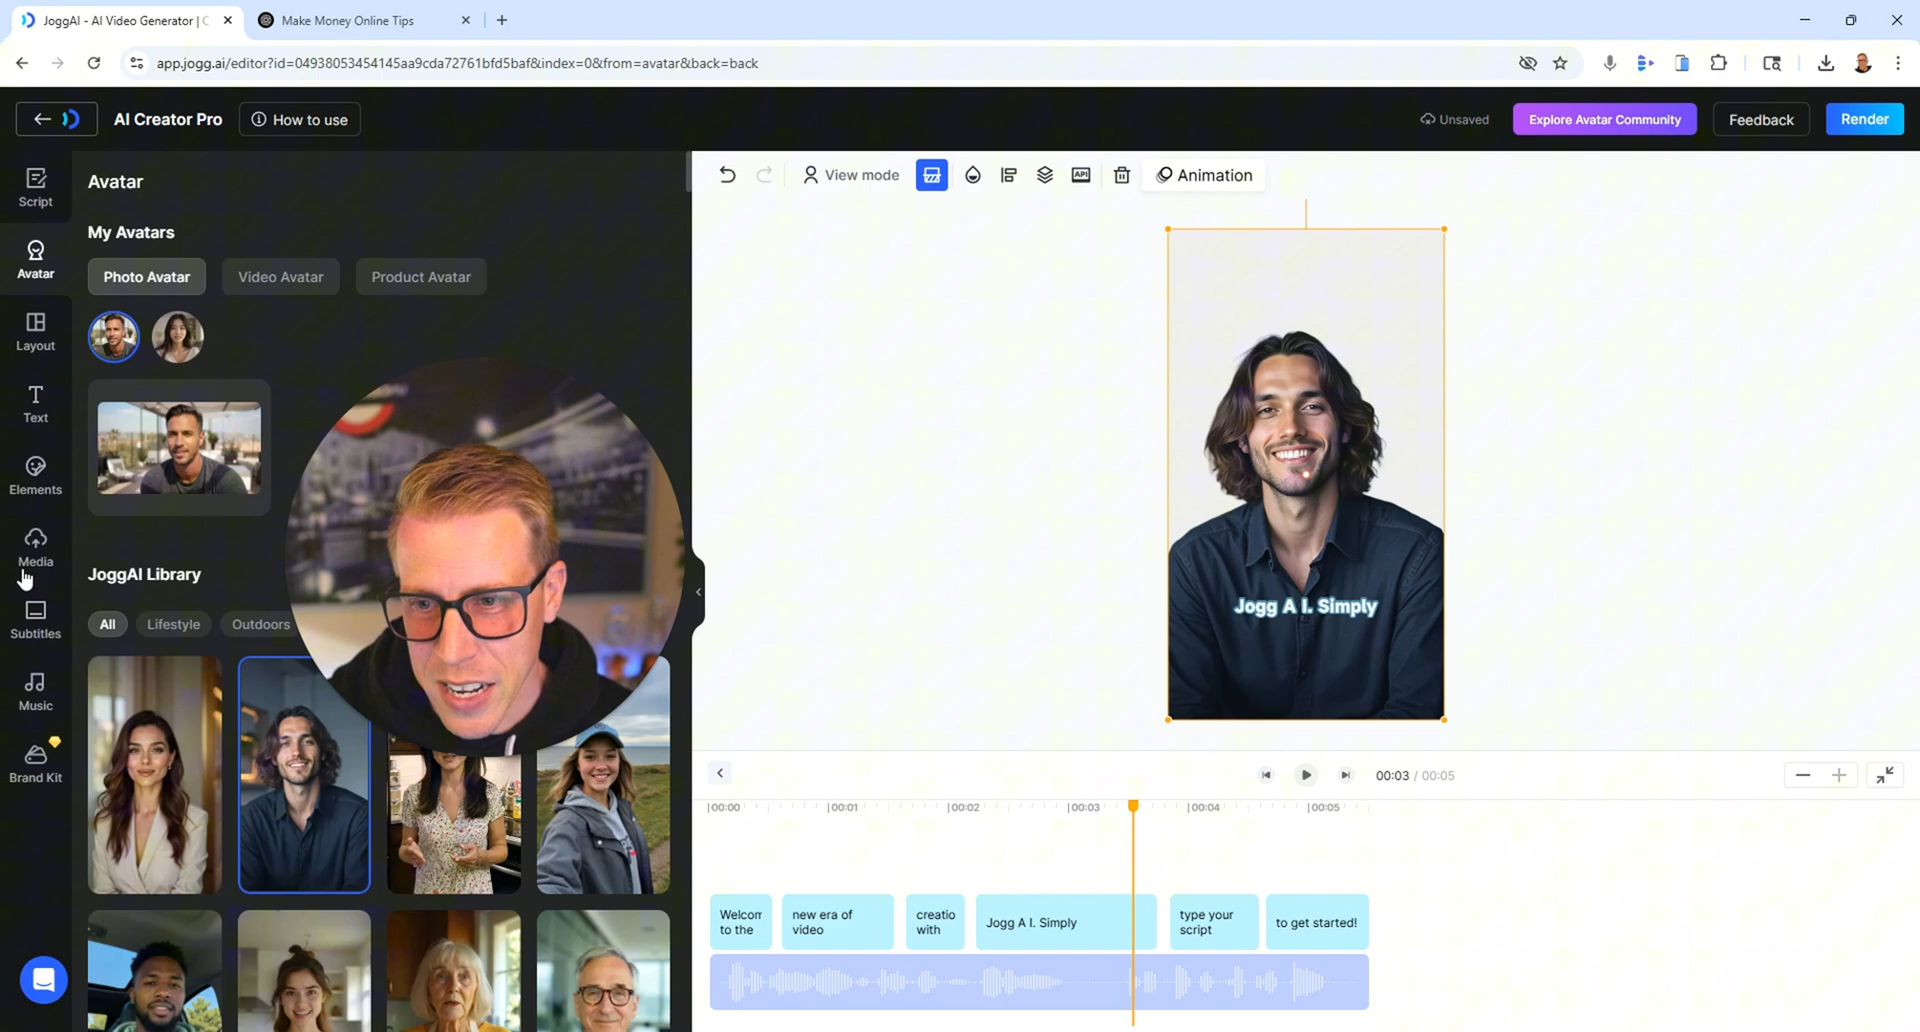 JoggAI - AI Video Generator | C
Make Money Online Tips
app.jogg.ai/editor?id=04938053454145aa9cda72761bfd5baf&index=0&from=avatar&back=back
AI Creator Pro
How to use
Unsaved
Explore Avatar Community
Feedback
Render
Script
Avatar
Layout
Text
Elements
Media
Subtitles
Music
Brand Kit
Avatar
My Avatars
Photo Avatar
Video Avatar
Product Avatar
JoggAI Library
All
Lifestyle
Outdoors
View mode
API
Animation
Jogg A I. Simply
00:03 / 00:05
00:00
00:01
00:02
00:03
00:04
00:05
Welcom
to the
new era of
video
creatio
with
Jogg A I. Simply
type your
script
to get started!